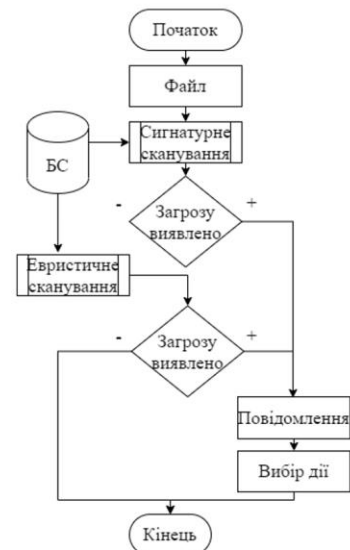 Початок
Файл
Сигнатурне
сканування
БС
-
Загрозу
виявлено
+
Евристичне
сканування
-
Загрозу
виявлено
+
Повідомлення
Вибір дії
Кінець